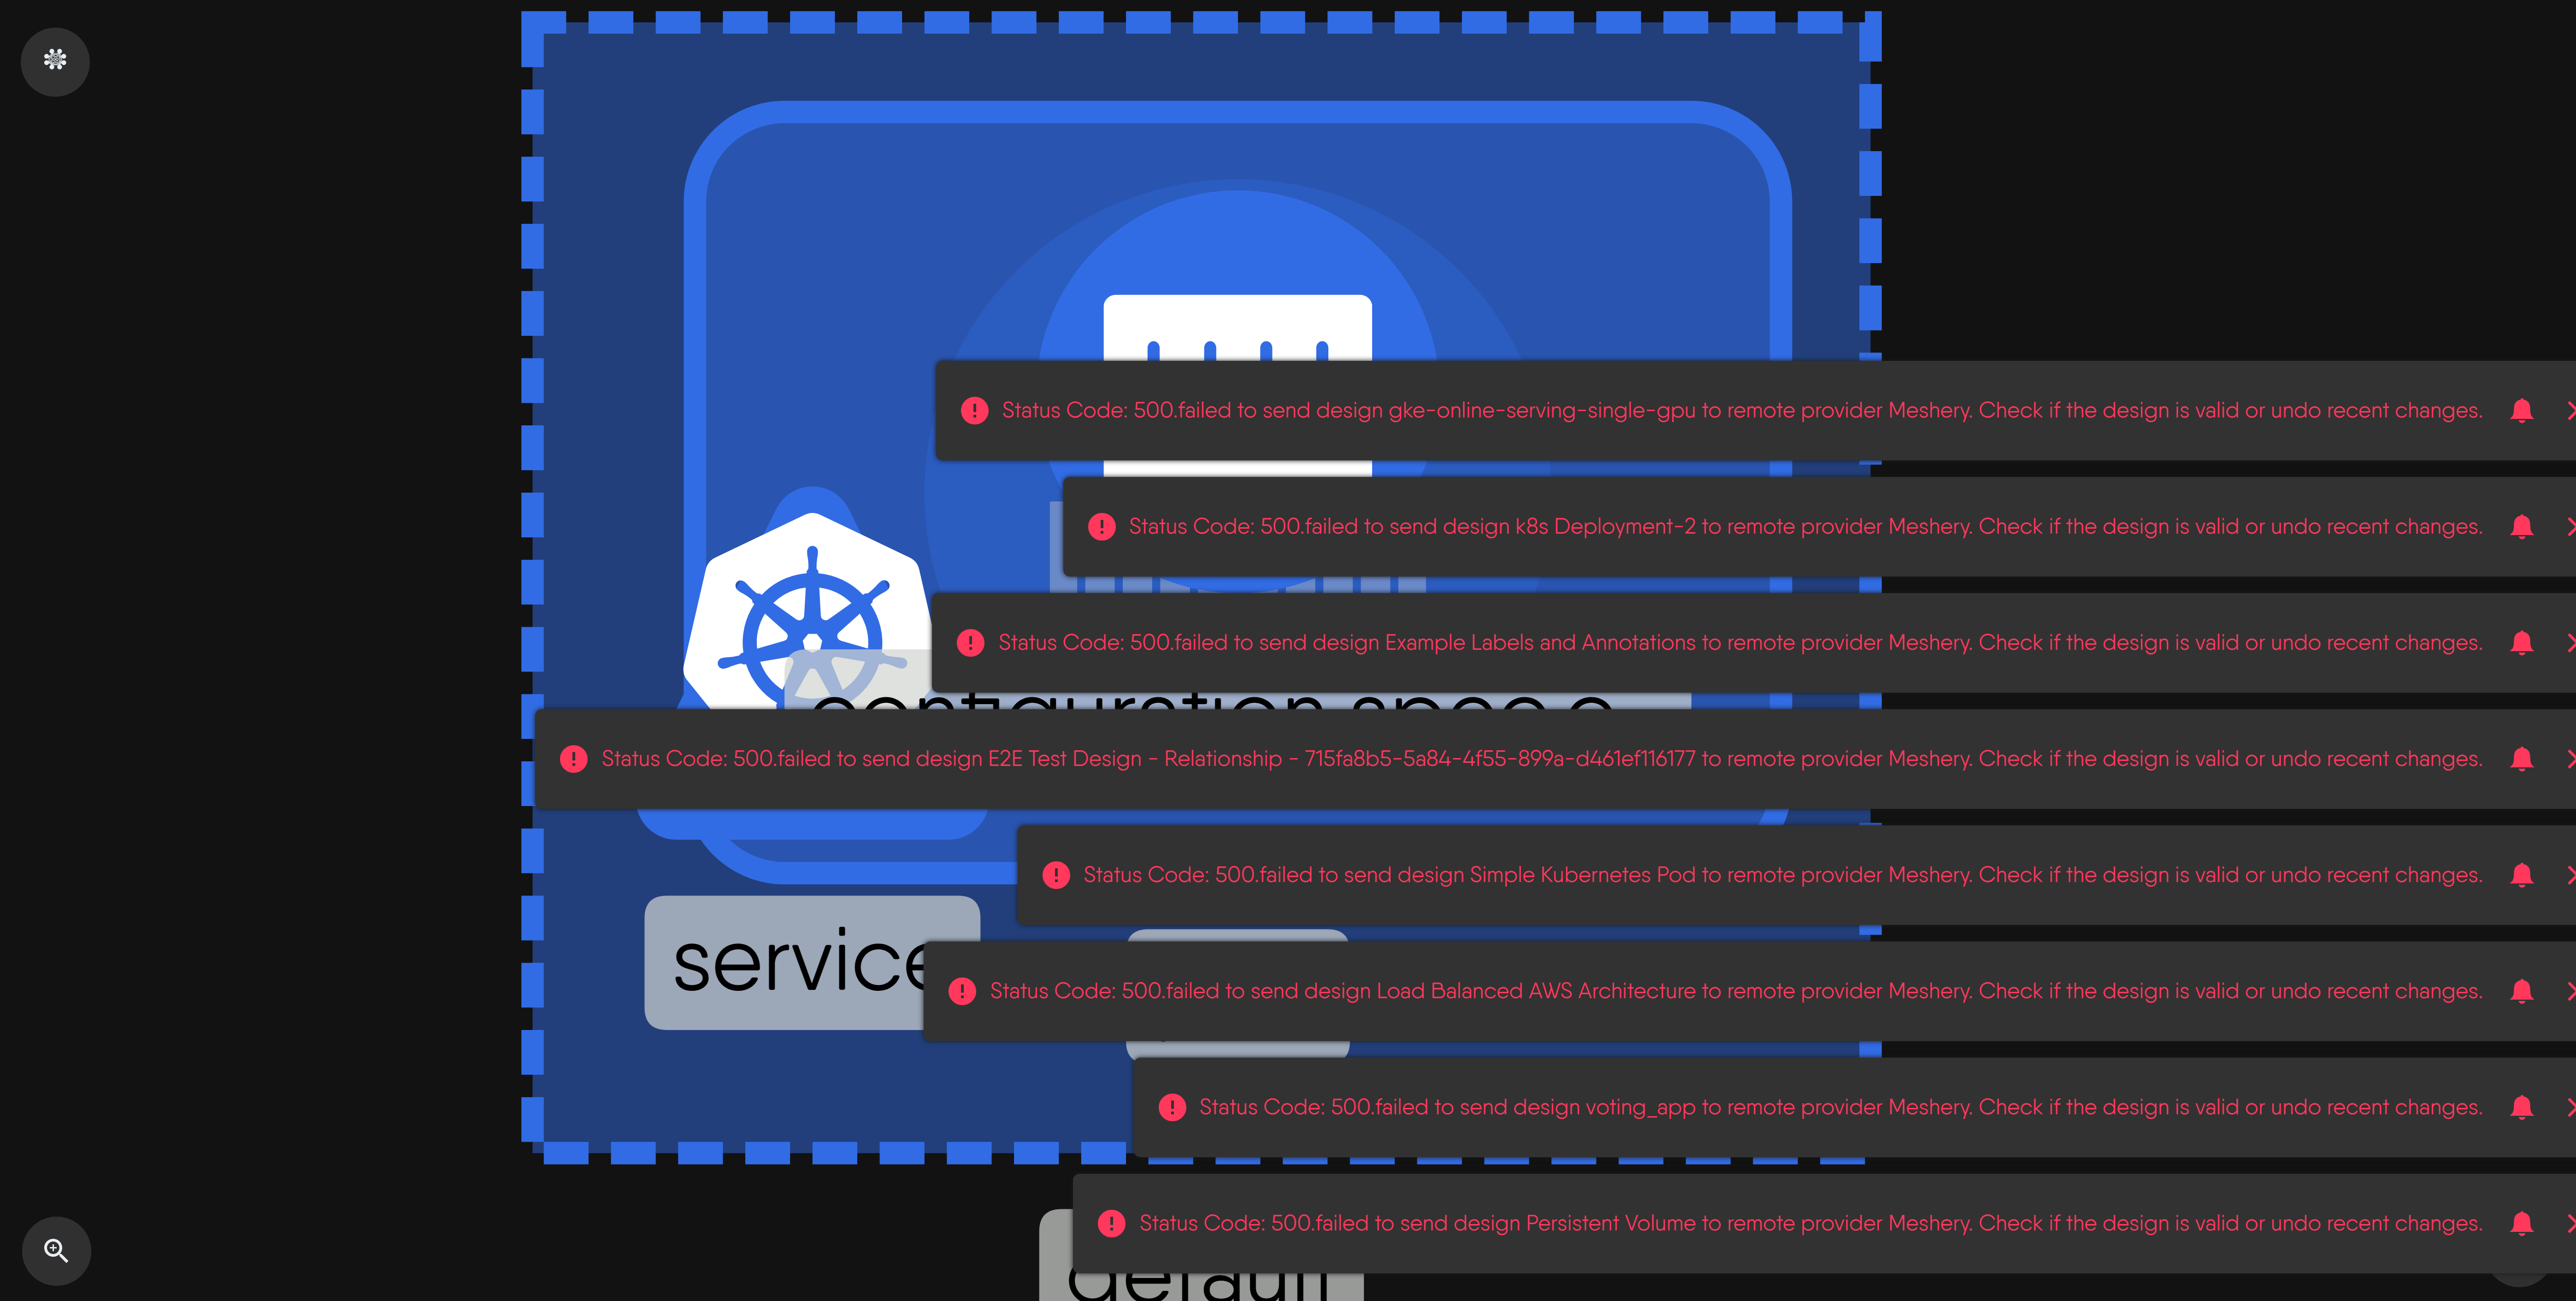 Status Code: 500.failed to send design gke-online-serving-single-gpu to remote provider Meshery. Check if the design is valid or undo recent changes.
Status Code: 500.failed to send design k8s Deployment-2 to remote provider Meshery. Check if the design is valid or undo recent changes.
Status Code: 500.failed to send design Example Labels and Annotations to remote provider Meshery. Check if the design is valid or undo recent changes.
configuration spec c
Status Code: 500.failed to send design E2E Test Design - Relationship - 715fa8b5-5a84-4f55-899a-d461ef116177 to remote provider Meshery. Check if the design is valid or undo recent changes.
Status Code: 500.failed to send design Simple Kubernetes Pod to remote provider Meshery. Check if the design is valid or undo recent changes.
service
Status Code: 500.failed to send design Load Balanced AWS Architecture to remote provider Meshery. Check if the design is valid or undo recent changes.
Status Code: 500.failed to send design voting_app to remote provider Meshery. Check if the design is valid or undo recent changes.
Status Code: 500.failed to send design Persistent Volume to remote provider Meshery. Check if the design is valid or undo recent changes.
default